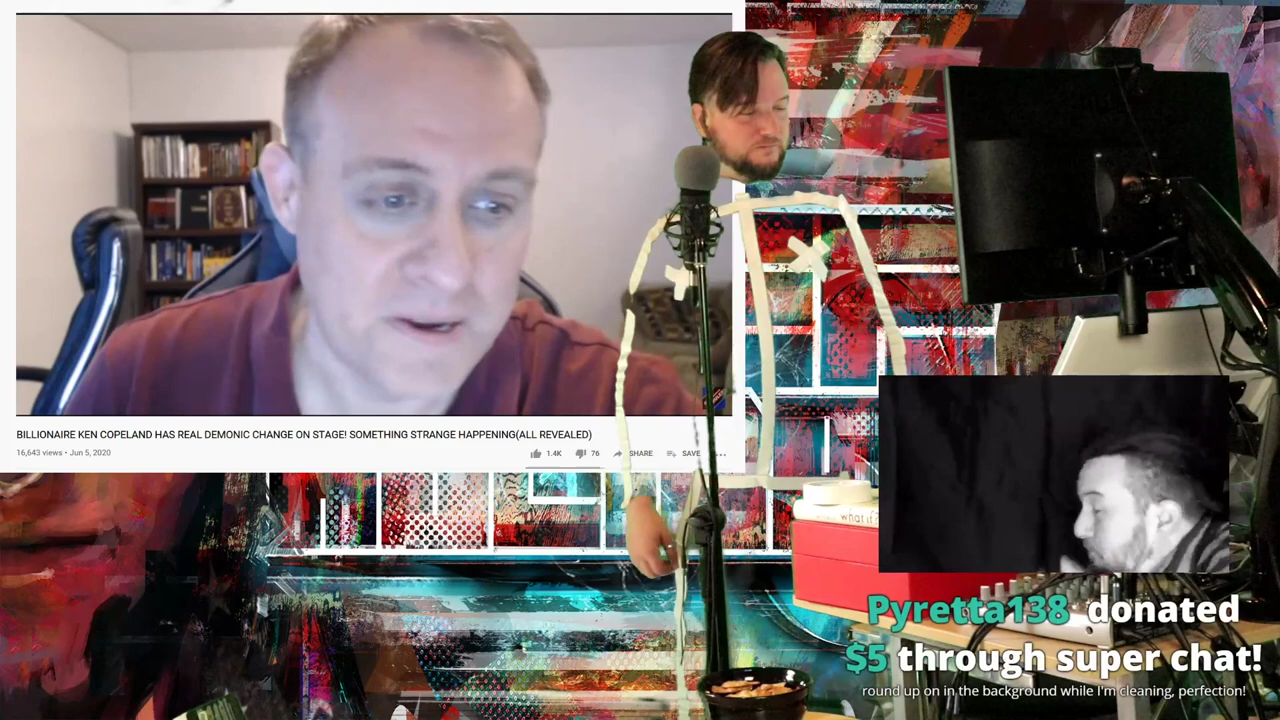 BILLIONAIRE KEN COPELAND HAS REAL DEMONIC CHANGE ON STAGE! SOMETHING STRANGE HAPPENING(ALL REVEALED)
16,643 views • Jun 5, 2020
1.4K 76 SHARE SAVE ...
what if
Pyretta138 donated
$5 through super chat!
round up on in the background while I'm cleaning, perfection!